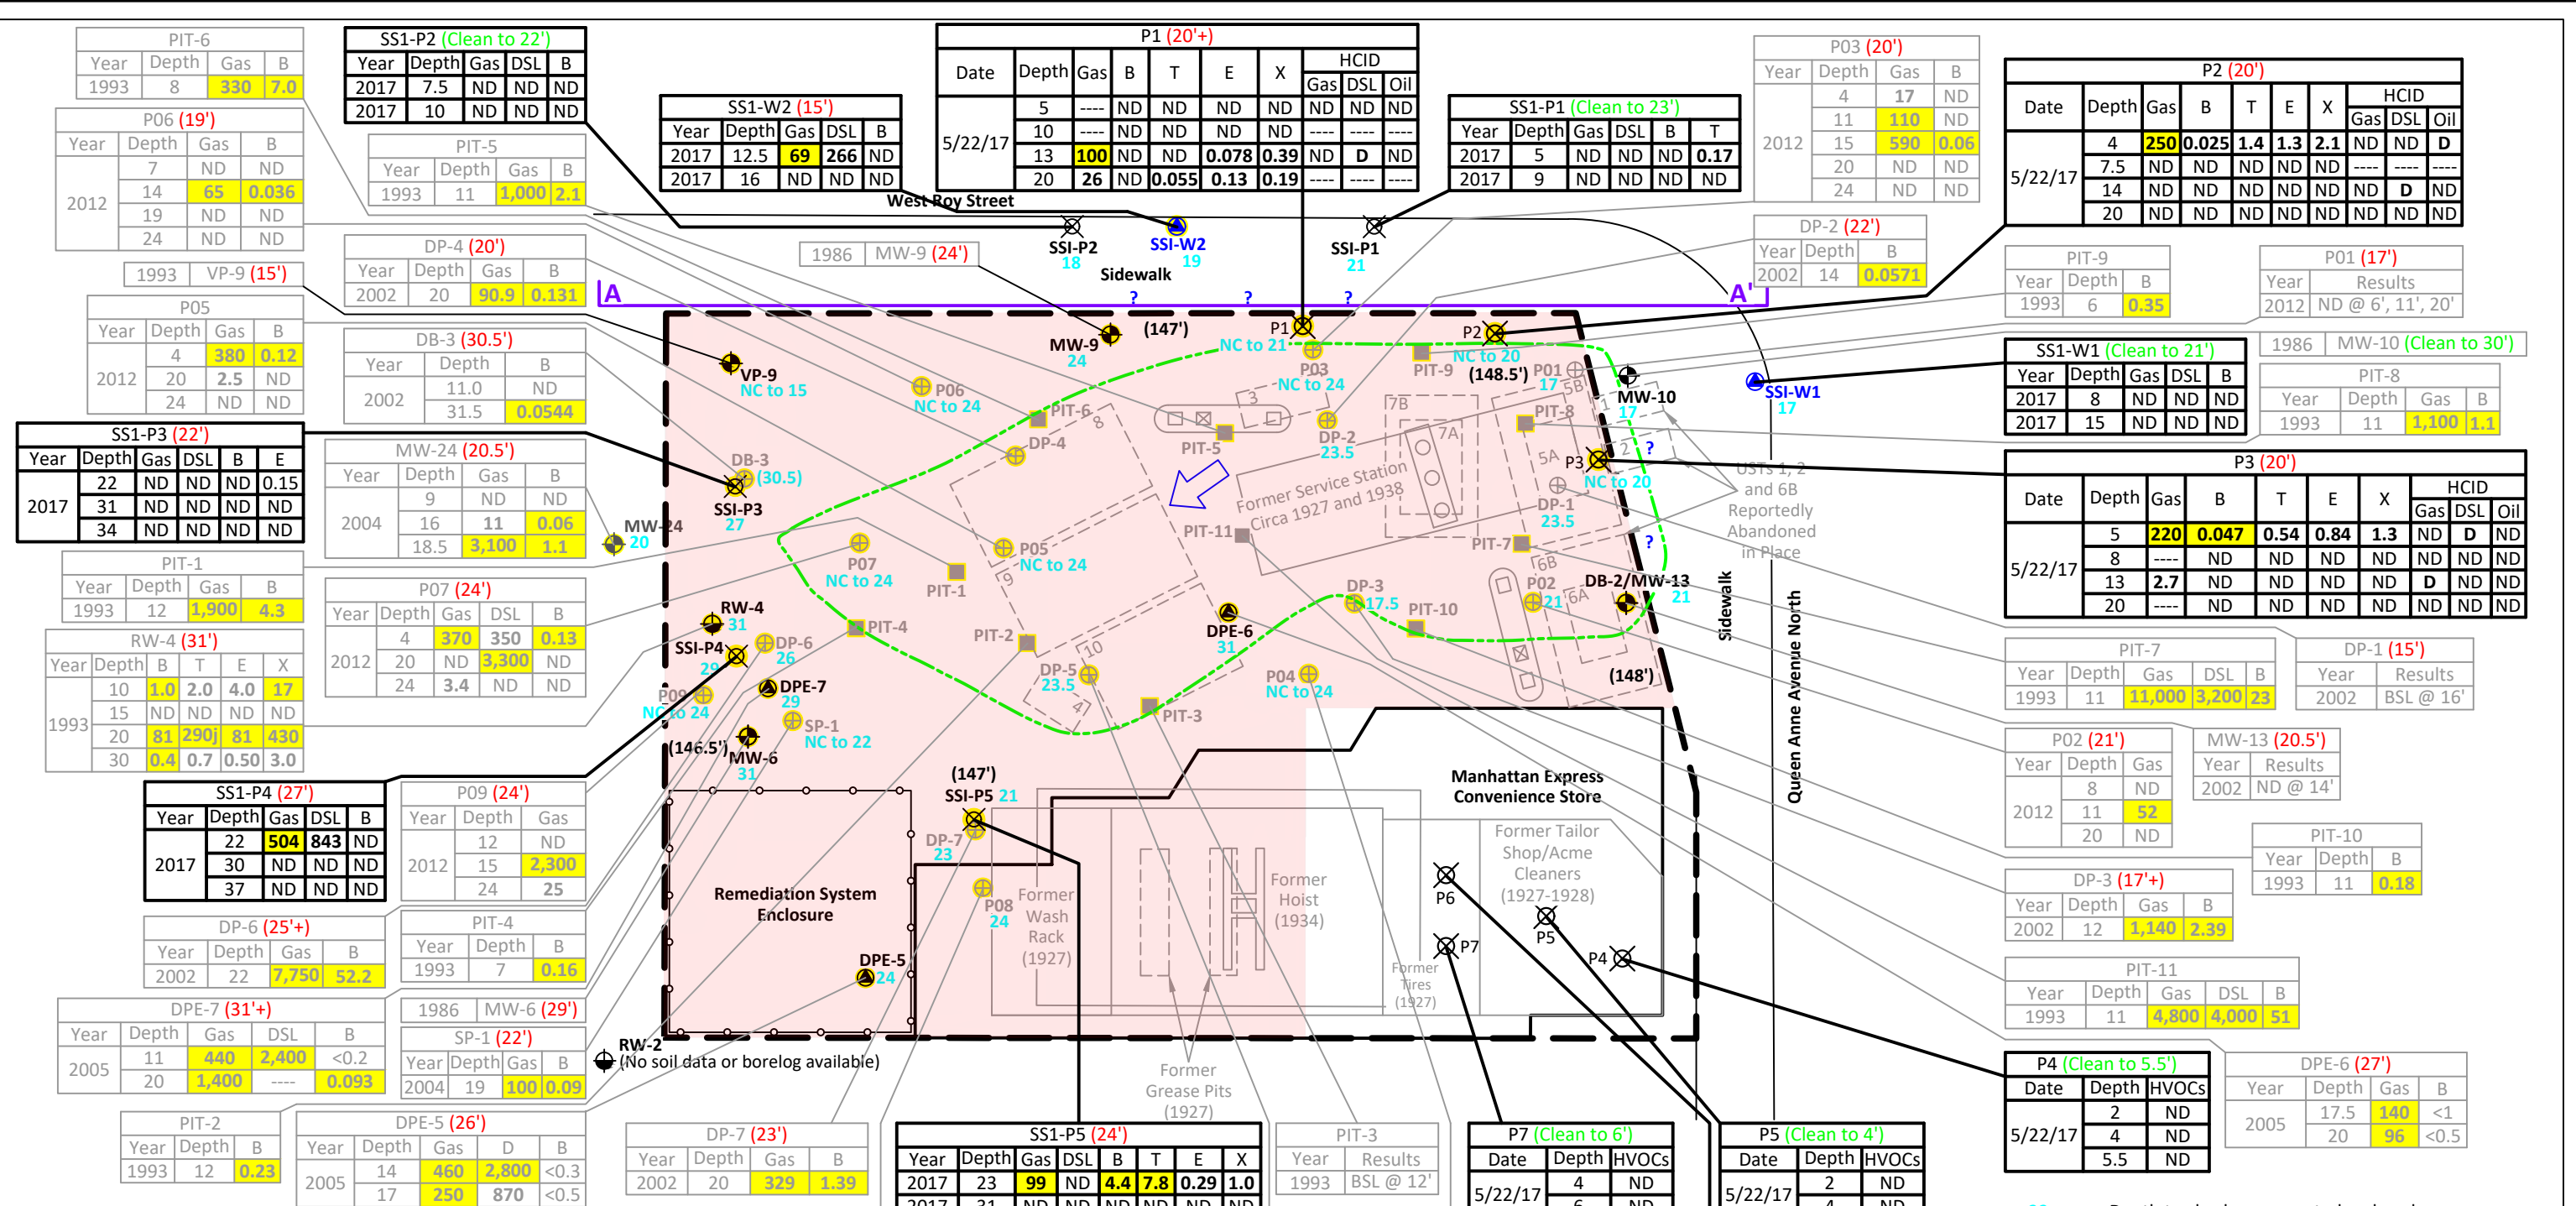 PIT-6
Year Depth Gas B
1993 8 330 7.0
SS1-P2 (Clean to 22')
Year Depth Gas DSL B
2017 7.5 ND ND ND
2017 10 ND ND ND
P06 (19')
Year Depth Gas B
2012
7 ND ND
14 65 0.036
19 ND ND
24 ND ND
PIT-5
Year Depth Gas B
1993 11 1,000 2.1
SS1-W2 (15')
Year Depth Gas DSL B
2017 12.5 69 266 ND
2017 16 ND ND ND
P1 (20'+)
Date Depth Gas B T E X HCID
Gas DSL Oil
5/22/17
5 ---- ND ND ND ND ND ND ND
10 ---- ND ND ND ND ---- ---- ----
13 100 ND ND 0.078 0.39 ND D ND
20 26 ND 0.055 0.13 0.19 ---- ---- ----
SS1-P1 (Clean to 23')
Year Depth Gas DSL B T
2017 5 ND ND ND 0.17
2017 9 ND ND ND ND
P03 (20')
Year Depth Gas B
2012
4 17 ND
11 110 ND
15 590 0.06
20 ND ND
24 ND ND
P2 (20')
Date Depth Gas B T E X HCID
Gas DSL Oil
5/22/17
4 250 0.025 1.4 1.3 2.1 ND ND D
7.5 ND ND ND ND ND ---- ---- ----
14 ND ND ND ND ND ND D ND
20 ND ND ND ND ND ND ND ND
DP-4 (20')
Year Depth Gas B
2002 20 90.9 0.131
1993 VP-9 (15')
1986 MW-9 (24')
DP-2 (22')
Year Depth B
2002 14 0.0571
PIT-9
Year Depth B
1993 6 0.35
P01 (17')
Year Results
2012 ND @ 6', 11', 20'
1986 MW-10 (Clean to 30')
P05
Year Depth Gas B
2012
4 380 0.12
20 2.5 ND
24 ND ND
DB-3 (30.5')
Year Depth B
2002
11.0 ND
31.5 0.0544
SS1-W1 (Clean to 21')
Year Depth Gas DSL B
2017 8 ND ND ND
2017 15 ND ND ND
PIT-8
Year Depth Gas B
1993 11 1,100 1.1
SS1-P3 (22')
Year Depth Gas DSL B E
2017
22 ND ND ND 0.15
31 ND ND ND ND
34 ND ND ND ND
MW-24 (20.5')
Year Depth Gas B
2004
9 ND ND
16 11 0.06
18.5 3,100 1.1
P3 (20')
Date Depth Gas B T E X HCID
Gas DSL Oil
5/22/17
5 220 0.047 0.54 0.84 1.3 ND D ND
8 ---- ND ND ND ND ND ND ND
13 2.7 ND ND ND ND D ND ND
20 ---- ND ND ND ND ND ND ND
PIT-1
Year Depth Gas B
1993 12 1,900 4.3
P07 (24')
Year Depth Gas DSL B
2012
4 370 350 0.13
20 ND 3,300 ND
24 3.4 ND ND
RW-4 (31')
Year Depth B T E X
1993
10 1.0 2.0 4.0 17
15 ND ND ND ND
20 81 290j 81 430
30 0.4 0.7 0.50 3.0
PIT-7
Year Depth Gas DSL B
1993 11 11,000 3,200 23
DP-1 (15')
Year Results
2002 BSL @ 16'
P02 (21')
Year Depth Gas
2012
8 ND
11 52
20 ND
MW-13 (20.5')
Year Results
2002 ND @ 14'
SS1-P4 (27')
Year Depth Gas DSL B
2017
22 504 843 ND
30 ND ND ND
37 ND ND ND
P09 (24')
Year Depth Gas
2012
12 ND
15 2,300
24 25
PIT-10
Year Depth B
1993 11 0.18
DP-3 (17'+)
Year Depth Gas B
2002 12 1,140 2.39
DP-6 (25'+)
Year Depth Gas B
2002 22 7,750 52.2
PIT-4
Year Depth B
1993 7 0.16
PIT-11
Year Depth Gas DSL B
1993 11 4,800 4,000 51
DPE-7 (31'+)
Year Depth Gas DSL B
2005
11 440 2,400 <0.2
20 1,400 ---- 0.093
1986 MW-6 (29')
SP-1 (22')
Year Depth Gas B
2004 19 100 0.09
P4 (Clean to 5.5')
Date Depth HVOCs
5/22/17
2 ND
4 ND
5.5 ND
DPE-6 (27')
Year Depth Gas B
2005
17.5 140 <1
20 96 <0.5
PIT-2
Year Depth B
1993 12 0.23
DPE-5 (26')
Year Depth Gas D B
2005
14 460 2,800 <0.3
17 250 870 <0.5
DP-7 (23')
Year Depth Gas B
2002 20 329 1.39
SS1-P5 (24')
Year Depth Gas DSL B T E X
2017 23 99 ND 4.4 7.8 0.29 1.0
2017 31 ND ND ND ND ND ND
PIT-3
Year Results
1993 BSL @ 12'
P7 (Clean to 6')
Date Depth HVOCs
5/22/17
4 ND
6 ND
P5 (Clean to 4')
Date Depth HVOCs
5/22/17
2 ND
4 ND
West Roy Street
SSI-P2
18
SSI-W2
19
SSI-P1
21
Sidewalk
A
? ? ?
A'
(147')
MW-9
24
P1
NC to 21
P03
NC to 24
P2
NC to 20
(148.5')
PIT-9
P01
17
5B
MW-10
17
1
SSI-W1
17
VP-9
NC to 15
P06
NC to 24
PIT-6
8
3
PIT-5
DP-2
23.5
7B
7A
PIT-8
5A
2
?
P3
NC to 20
DP-4
DB-3
(30.5)
SSI-P3
27
Former Service Station
Circa 1927 and 1938
DP-1
23.5
USTs 1, 2
and 6B
Reportedly
Abandoned
in Place
MW-24
20
P07
NC to 24
P05
NC to 24
9
PIT-1
PIT-11
PIT-7
?
6B
6A
P02
21
DB-2/MW-13
21
RW-4
31
SSI-P4
29
DP-6
26
PIT-4
PIT-2
DPE-6
31
DP-3
17.5
PIT-10
10
DP-5
23.5
4
PIT-3
P04
NC to 24
(148')
Sidewalk
Queen Anne Avenue North
P09
NC to 24
DPE-7
29
SP-1
NC to 22
(146.5')
MW-6
31
(147')
SSI-P5 21
DP-7
23
P08
24
Manhattan Express
Convenience Store
Former Tailor
Shop/Acme
Cleaners
(1927-1928)
Remediation System
Enclosure
Former
Wash
Rack
(1927)
Former
Hoist
(1934)
P6
P5
P7
P4
Former
Tires
(1927)
DPE-5
24
RW-2
(No soil data or borelog available)
Former
Grease Pits
(1927)